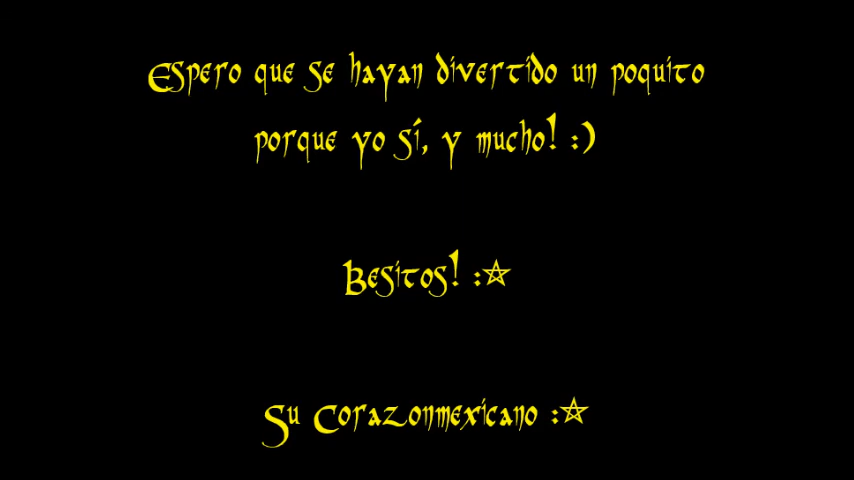 Espero que se hayan divertido un poquito
porque yo sí, y mucho! :)
Besitos! :☆
Su Corazonmexicano :☆